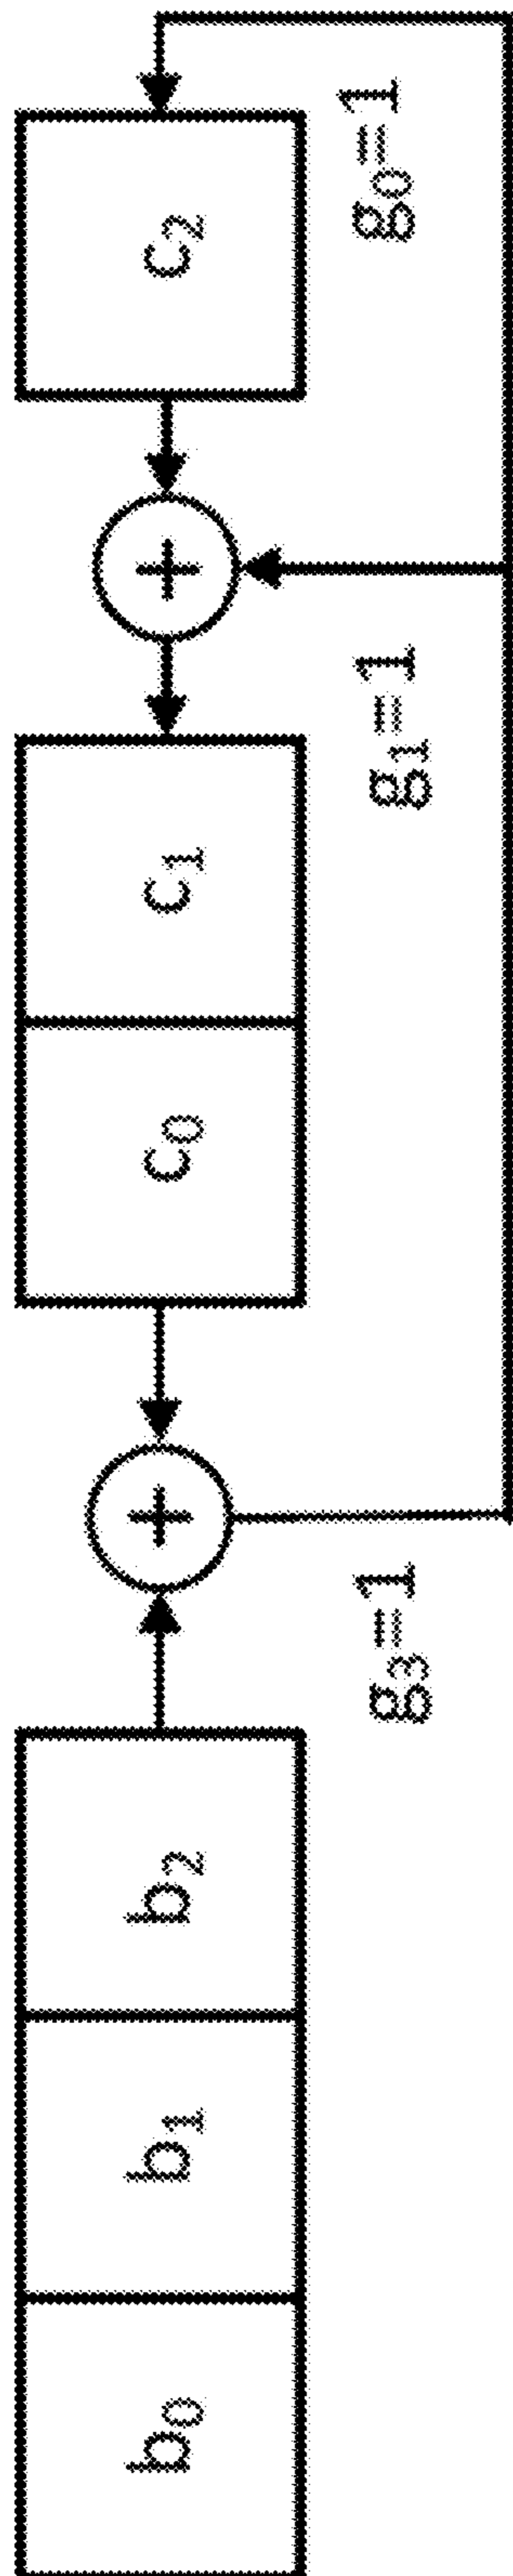 b₀ b₁ b₂ + c₀ c₁ + c₂
g₃=1 g₁=1 g₀=1